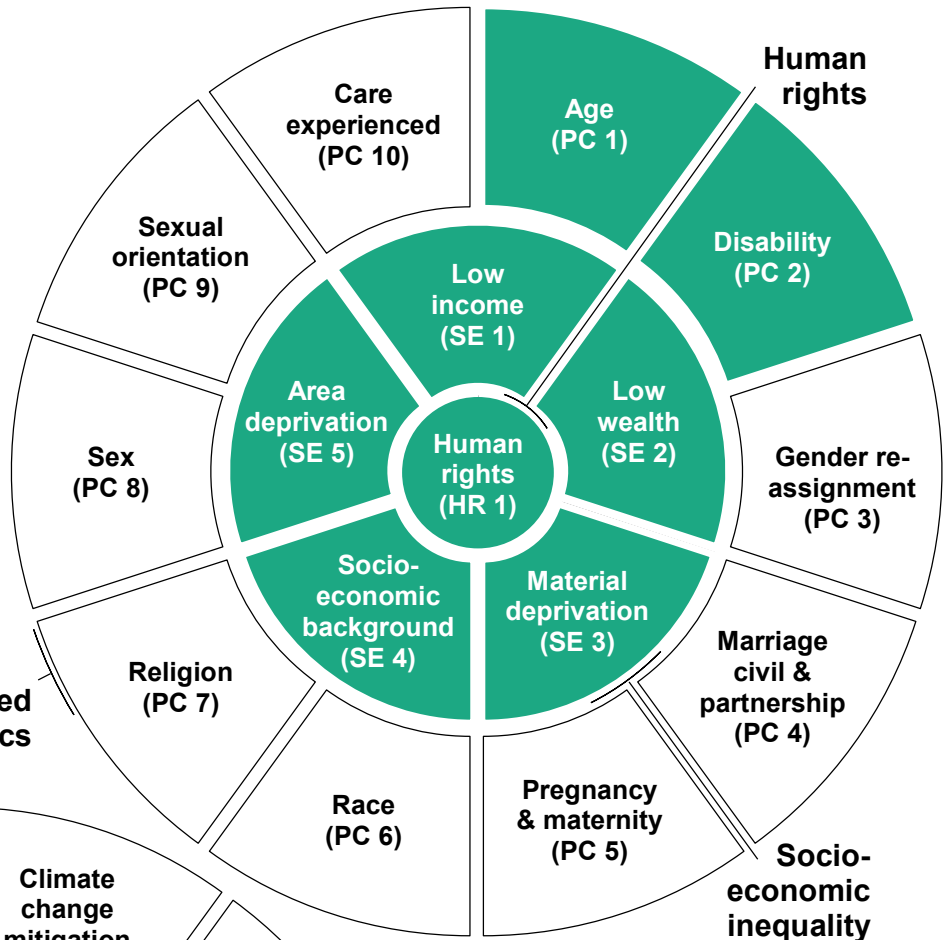 Human
rights
Care
experienced
(PC 10)
Age
(PC 1)
Sexual
orientation
(PC 9)
Disability
(PC 2)
Low
income
(SE 1)
Area
deprivation
(SE 5)
Low
wealth
(SE 2)
Human
rights
(HR 1)
Sex
(PC 8)
Gender re-
assignment
(PC 3)
Socio-
economic
background
(SE 4)
Material
deprivation
(SE 3)
Religion
(PC 7)
Marriage
civil &
partnership
(PC 4)
ed
cs
Race
(PC 6)
Pregnancy
& maternity
(PC 5)
Socio-
economic
inequality
Climate
change
mitigation